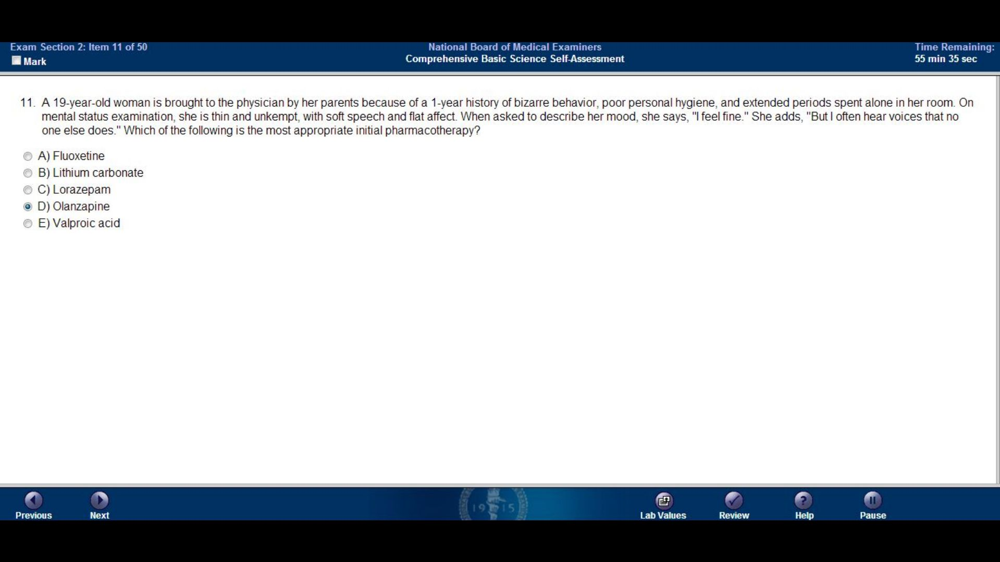 Exam Section 2: Item 11 of 50
Mark
National Board of Medical Examiners
Comprehensive Basic Science Self-Assessment
Time Remaining:
55 min 35 sec
11. A 19-year-old woman is brought to the physician by her parents because of a 1-year history of bizarre behavior, poor personal hygiene, and extended periods spent alone in her room. On
mental status examination, she is thin and unkempt, with soft speech and flat affect. When asked to describe her mood, she says, "I feel fine." She adds, "But I often hear voices that no
one else does." Which of the following is the most appropriate initial pharmacotherapy?
A) Fluoxetine
B) Lithium carbonate
C) Lorazepam
D) Olanzapine
E) Valproic acid
1915
Previous
Next
Lab Values
Review
Help
Pause